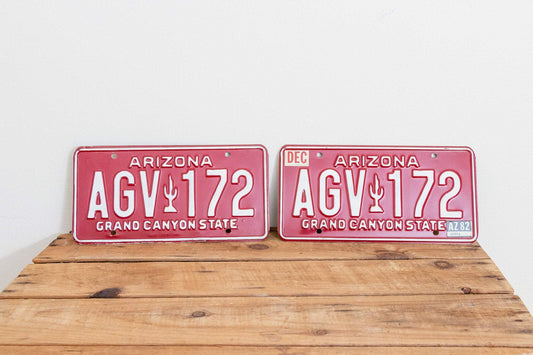 ARIZONA
AGV 172
GRAND CANYON STATE
DEC
ARIZONA
AGV 172
GRAND CANYON STATE
AZ 82